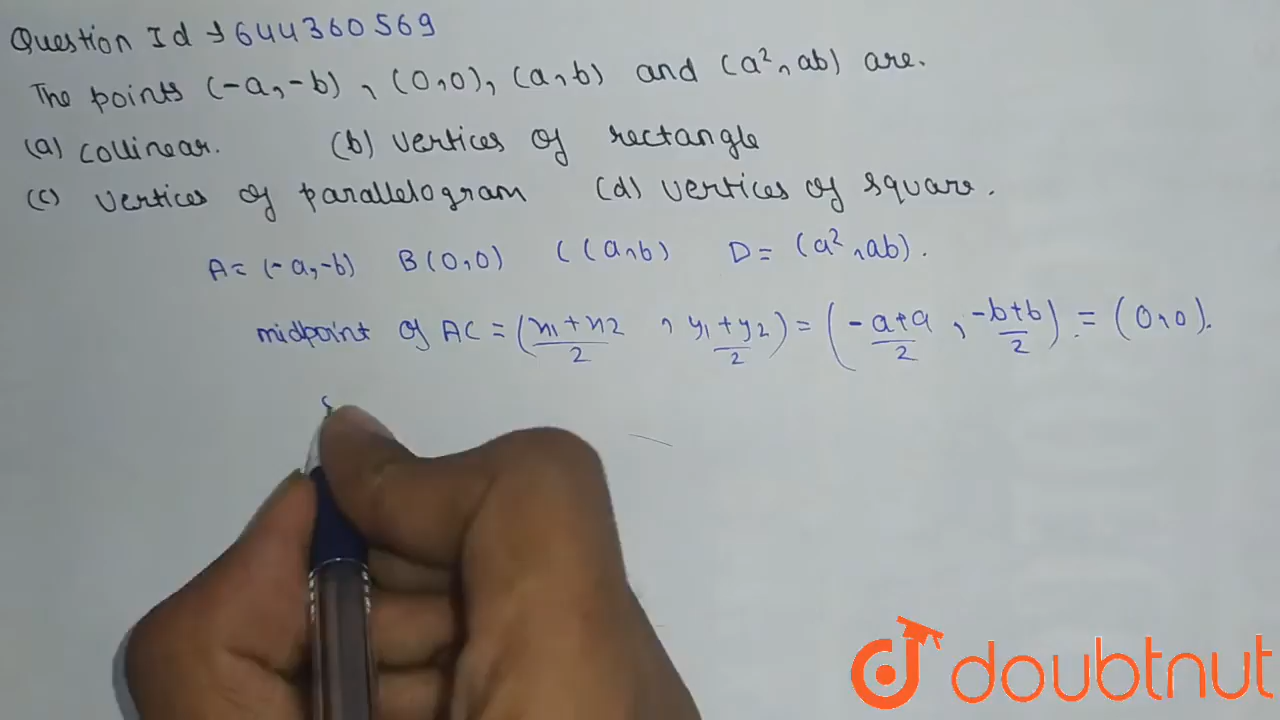 Question Id → 644360569
The points (-a,-b), (0,0), (a,b) and (a²,ab) are.
(a) collinear. (b) vertices of rectangle
(c) vertices of parallelogram (d) vertices of square.
A = (-a,-b) B(0,0) C(a,b) D = (a²,ab).
midpoint of AC = (x₁+x₂/2, y₁+y₂/2) = (-a+a/2, -b+b/2) = (0,0).
doubtnut